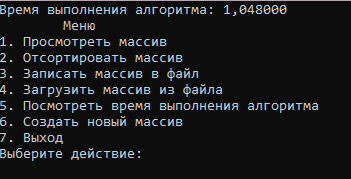 Время выполнения алгоритма: 1,048000
Меню
1. Просмотреть массив
2. Отсортировать массив
3. Записать массив в файл
4. Загрузить массив из файла
5. Посмотреть время выполнения алгоритма
6. Создать новый массив
7. Выход
Выберите действие: